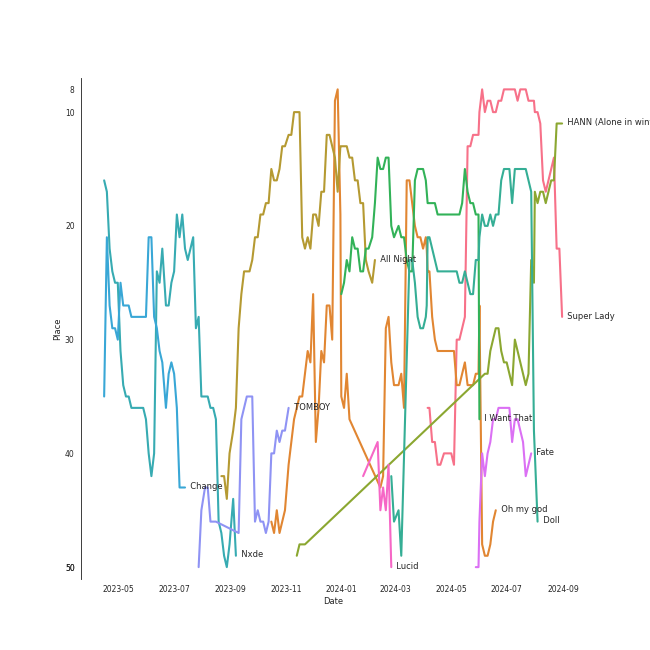 8
10
HANN (Alone in win
20
All Night
Super Lady
30
Place
TOMBOY
I Want That
40
Fate
Change
Oh my god
Doll
Nxde
50
Lucid
2023-05
2023-07
2023-09
2023-11
2024-01
2024-03
2024-05
2024-07
2024-09
Date